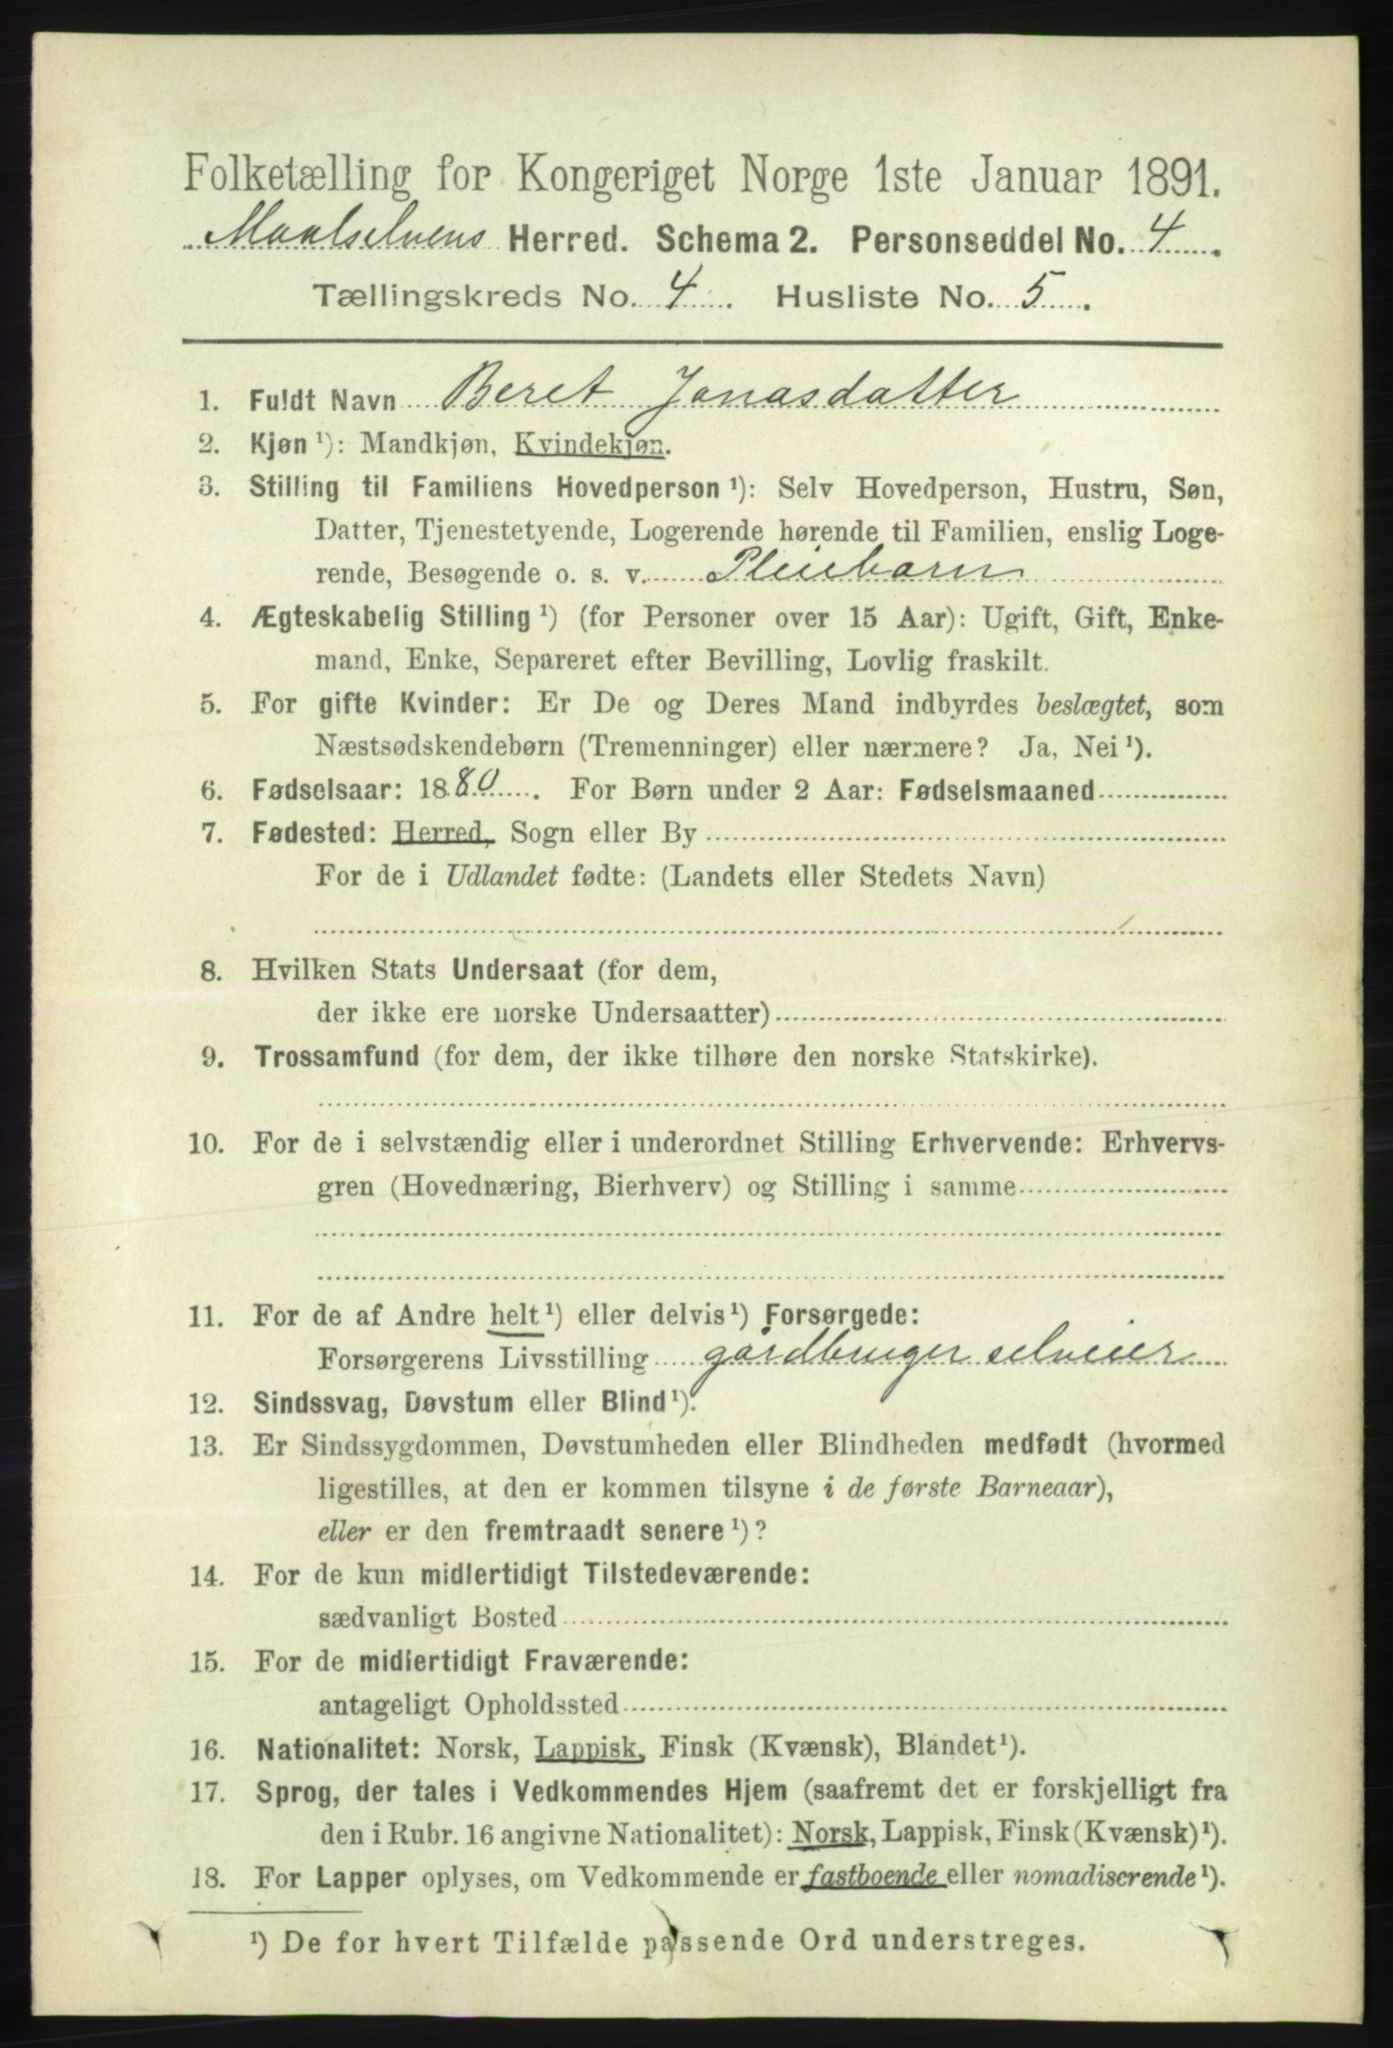 Folketælling for Kongeriget Norge 1ste Januar 1891.
Maalselvens Herred. Schema 2. Personseddel No. 4.
Tællingskreds No. 4. Husliste No. 5.
1. Fuldt Navn Beret Jonasdatter
2. Kjøn ¹): Mandkjøn, Kvindekjøn.
3. Stilling til Familiens Hovedperson ¹): Selv Hovedperson, Hustru, Søn,
Datter, Tjenestetyende, Logerende hørende til Familien, enslig Loge-
rende, Besøgende o. s. v. Pleiebarn
4. Ægteskabelig Stilling ¹) (for Personer over 15 Aar): Ugift, Gift, Enke-
mand, Enke, Separeret efter Bevilling, Lovlig fraskilt.
5. For gifte Kvinder: Er De og Deres Mand indbyrdes beslægtet, som
Næstsødskendebørn (Tremenninger) eller nærmere? Ja, Nei ¹).
6. Fødselsaar: 1880. For Børn under 2 Aar: Fødselsmaaned
7. Fødested: Herred, Sogn eller By
For de i Udlandet fødte: (Landets eller Stedets Navn)
8. Hvilken Stats Undersaat (for dem,
der ikke ere norske Undersaatter)
9. Trossamfund (for dem, der ikke tilhøre den norske Statskirke).
10. For de i selvstændig eller i underordnet Stilling Erhvervende: Erhvervs-
gren (Hovednæring, Bierhverv) og Stilling i samme
11. For de af Andre helt ¹) eller delvis ¹) Forsørgede:
Forsørgerens Livsstilling gårdbruger selveier
12. Sindssvag, Døvstum eller Blind ¹).
13. Er Sindssygdommen, Døvstumheden eller Blindheden medfødt (hvormed
ligestilles, at den er kommen tilsyne i de første Barneaar),
eller er den fremtraadt senere ¹)?
14. For de kun midlertidigt Tilstedeværende:
sædvanligt Bosted
15. For de midlertidigt Fraværende:
antageligt Opholdssted
16. Nationalitet: Norsk, Lappisk, Finsk (Kvænsk), Blandet ¹).
17. Sprog, der tales i Vedkommendes Hjem (saafremt det er forskjelligt fra
den i Rubr. 16 angivne Nationalitet): Norsk, Lappisk, Finsk (Kvænsk) ¹).
18. For Lapper oplyses, om Vedkommende er fastboende eller nomadiserende ¹).
¹) De for hvert Tilfælde passende Ord understreges.